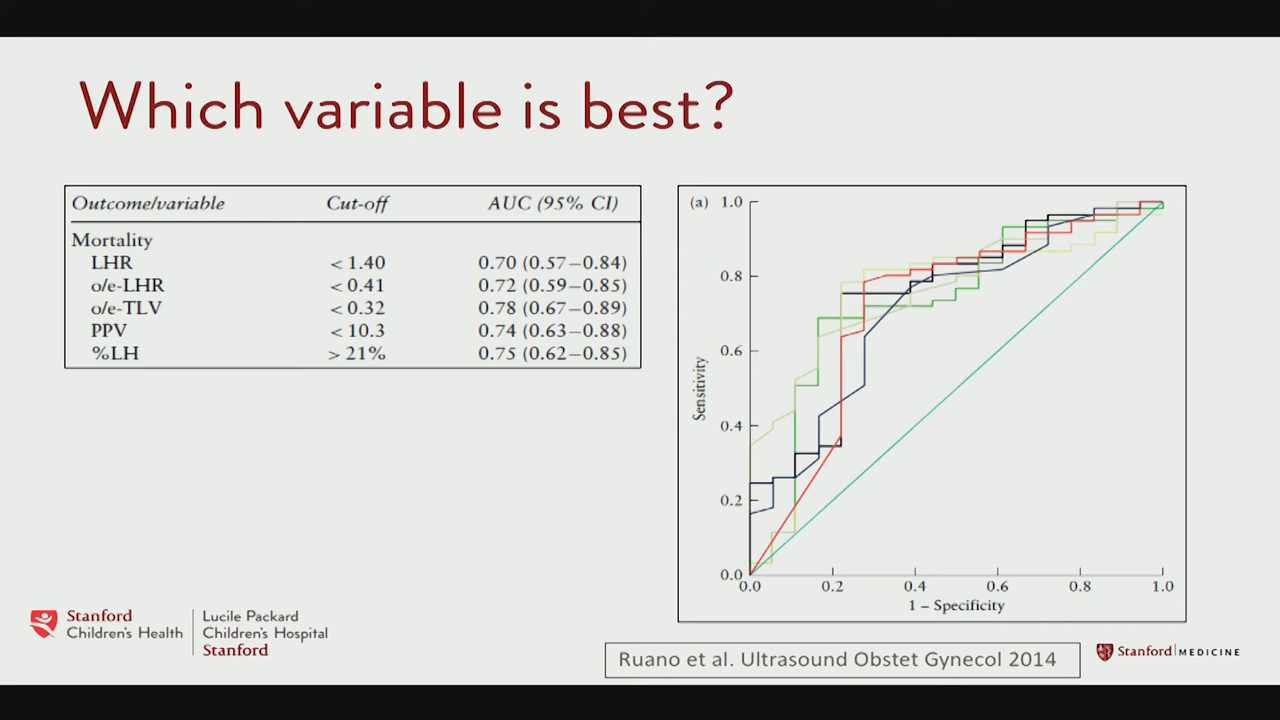 Which variable is best?
Outcome/variable Cut-off AUC (95% CI)
Mortality
LHR < 1.40 0.70 (0.57–0.84)
o/e-LHR < 0.41 0.72 (0.59–0.85)
o/e-TLV < 0.32 0.78 (0.67–0.89)
PPV < 10.3 0.74 (0.63–0.88)
%LH > 21% 0.75 (0.62–0.85)
(a)
1.0
0.8
0.6
0.4
0.2
0.0
Sensitivity
0.0 0.2 0.4 0.6 0.8 1.0
1 – Specificity
Stanford
Children's Health
Lucile Packard
Children's Hospital
Stanford
Ruano et al. Ultrasound Obstet Gynecol 2014
Stanford MEDICINE